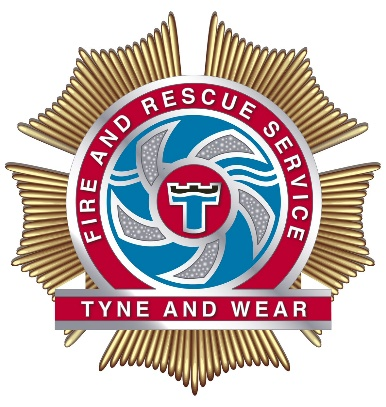 FIRE AND RESCUE SERVICE
T
TYNE AND WEAR